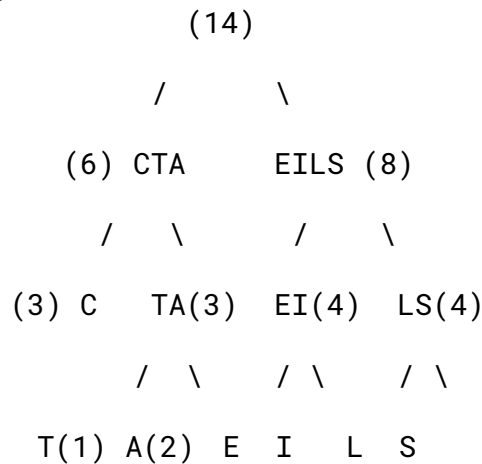 (14)
/ \
(6) CTA EILS (8)
/ \ / \
(3) C TA(3) EI(4) LS(4)
/ \ / \ / \
T(1) A(2) E I L S